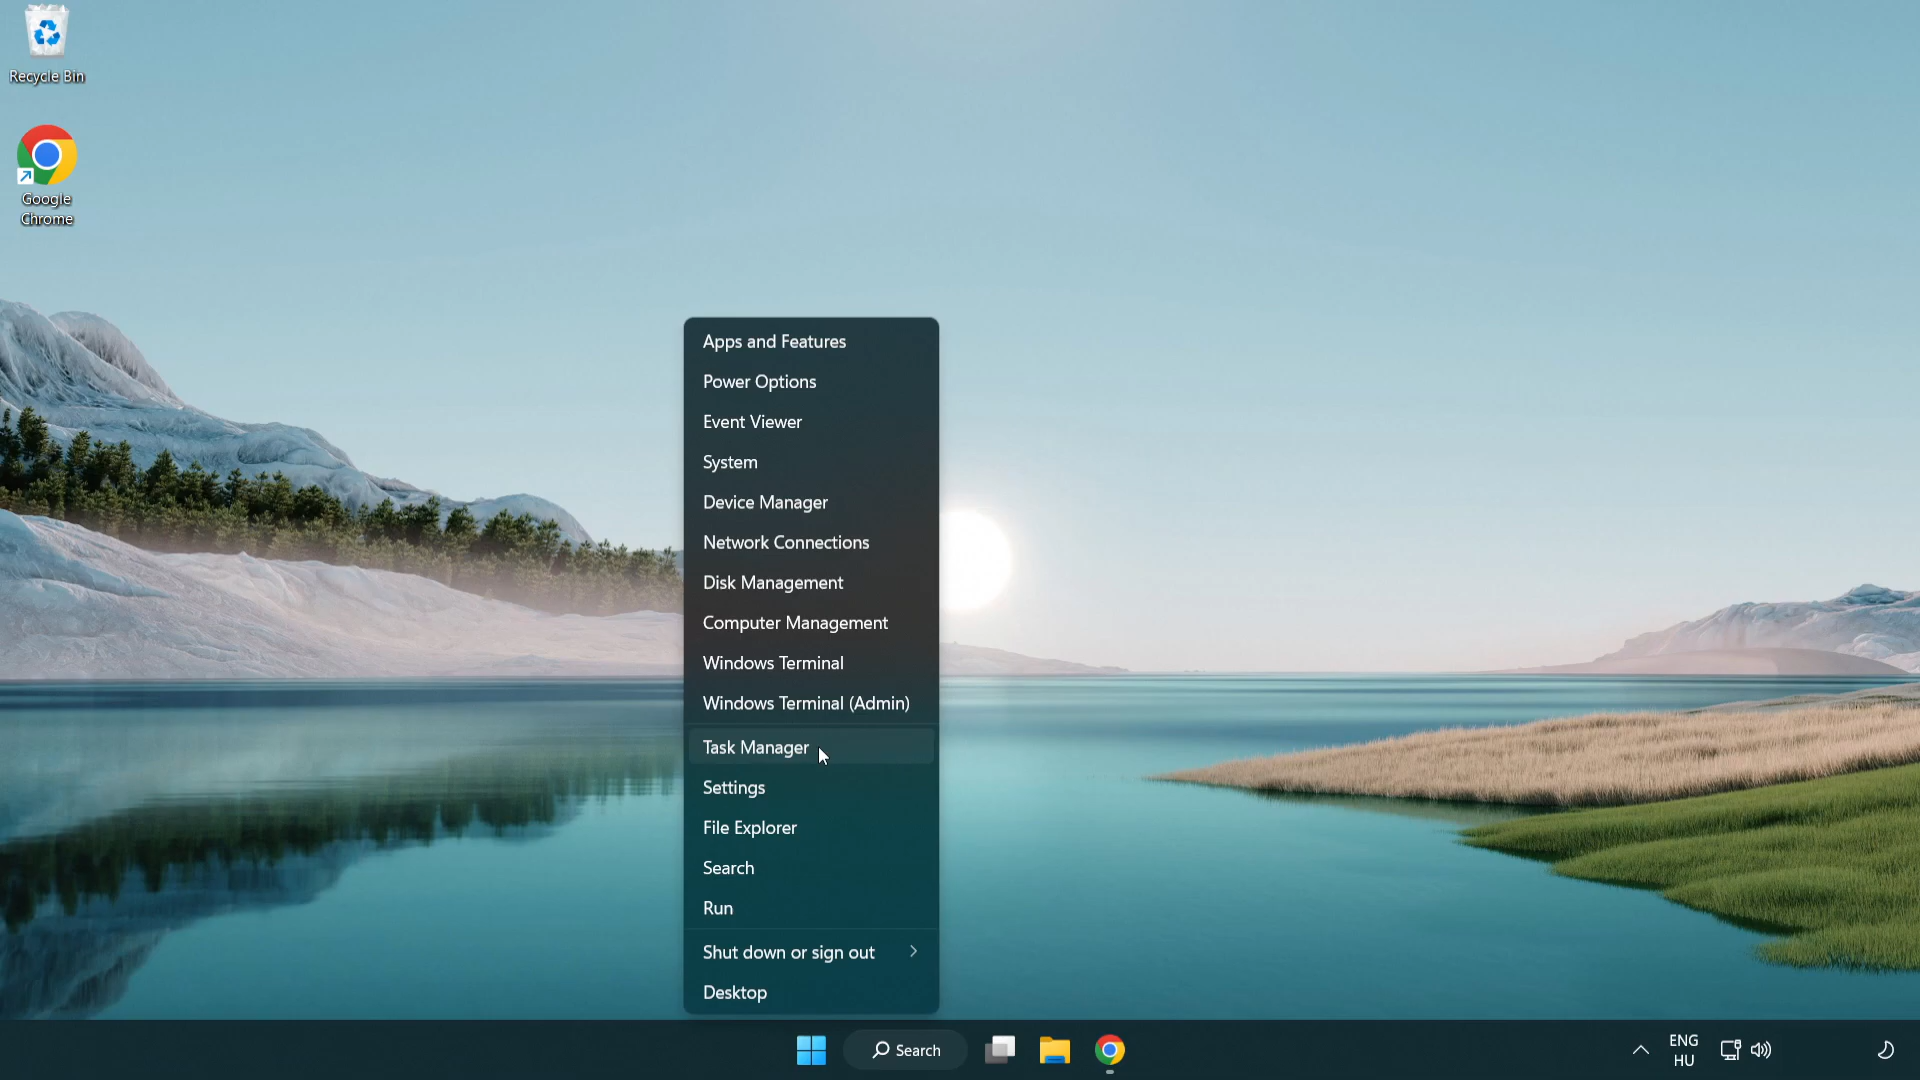 Recycle Bin
Google
Chrome
Apps and Features
Power Options
Event Viewer
System
Device Manager
Network Connections
Disk Management
Computer Management
Windows Terminal
Windows Terminal (Admin)
Task Manager
Settings
File Explorer
Search
Run
Shut down or sign out
Desktop
Search
ENG
HU